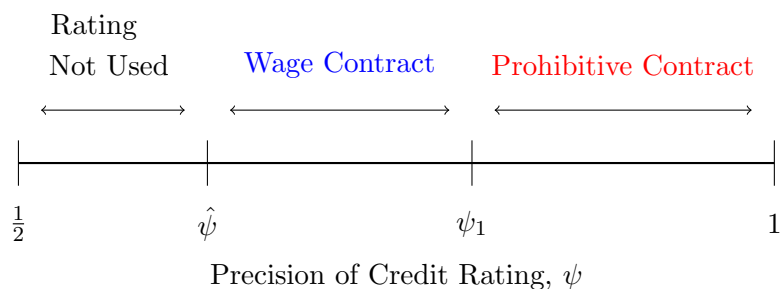 Rating
Not Used
Wage Contract
Prohibitive Contract
1/2
ψ̂
ψ₁
1
Precision of Credit Rating, ψ